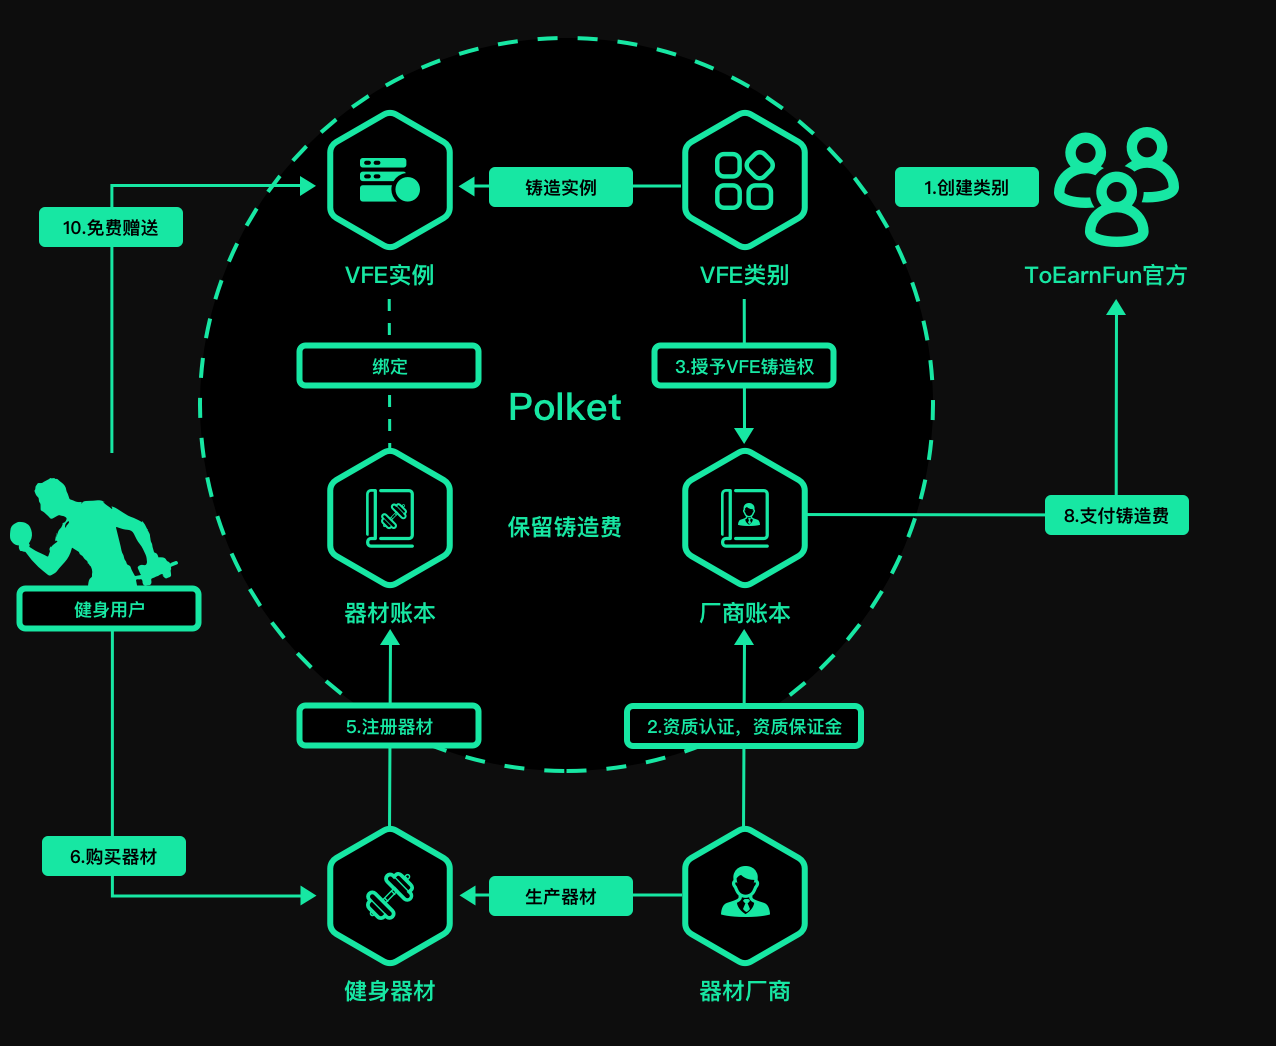 铸造实例
1.创建类别
10.免费赠送
VFE实例
VFE类别
ToEarnFun官方
绑定
3.授予VFE铸造权
Polket
8.支付铸造费
保留铸造费
健身用户
器材账本
厂商账本
5.注册器材
2.资质认证，资质保证金
6.购买器材
生产器材
健身器材
器材厂商